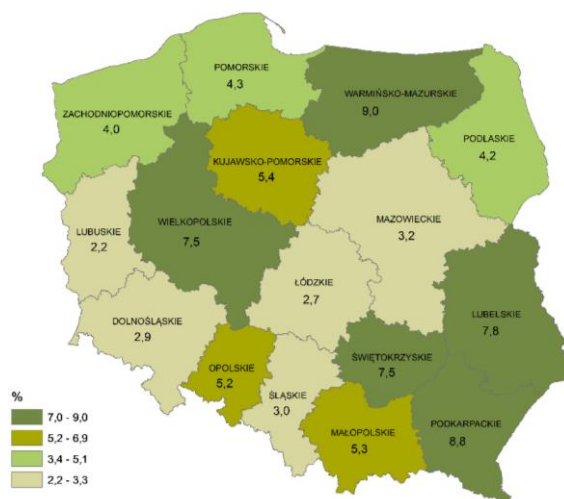 POMORSKIE
4,3
WARMIŃSKO-MAZURSKIE
9,0
ZACHODNIOPOMORSKIE
4,0
PODLASKIE
4,2
KUJAWSKO-POMORSKIE
5,4
MAZOWIECKIE
3,2
WIELKOPOLSKIE
7,5
LUBUSKIE
2,2
ŁÓDZKIE
2,7
LUBELSKIE
7,8
DOLNOŚLĄSKIE
2,9
ŚWIĘTOKRZYSKIE
7,5
OPOLSKIE
5,2
ŚLĄSKIE
3,0
MAŁOPOLSKIE
5,3
PODKARPACKIE
8,8
%
7,0 - 9,0
5,2 - 6,9
3,4 - 5,1
2,2 - 3,3